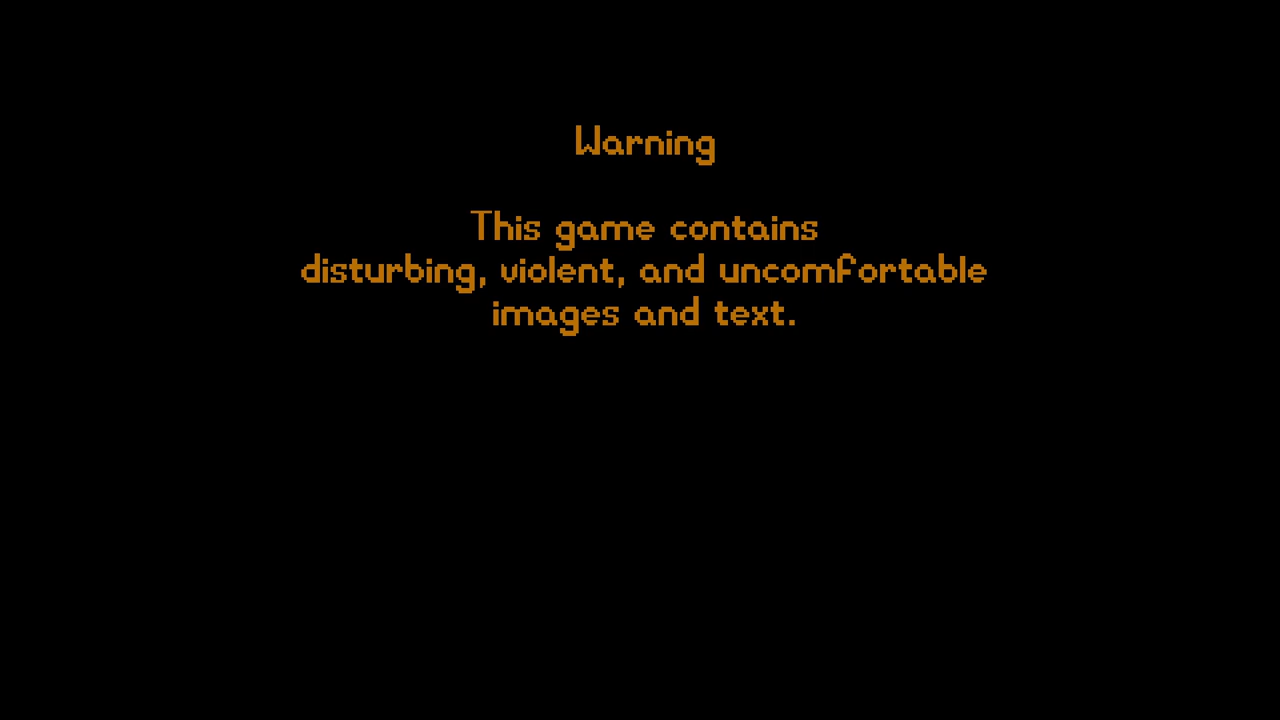 Warning
This game contains
disturbing, violent, and uncomfortable
images and text.